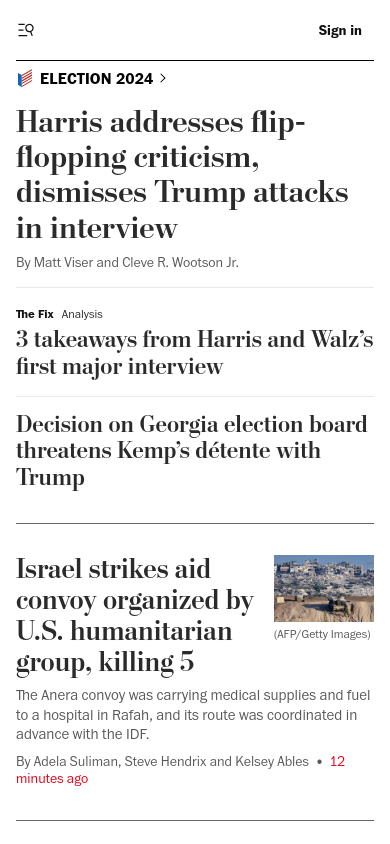 Sign in
ELECTION 2024
Harris addresses flip-
flopping criticism,
dismisses Trump attacks
in interview
By Matt Viser and Cleve R. Wootson Jr.
The Fix Analysis
3 takeaways from Harris and Walz’s
first major interview
Decision on Georgia election board
threatens Kemp’s détente with
Trump
Israel strikes aid
convoy organized by
U.S. humanitarian
group, killing 5
(AFP/Getty Images)
The Anera convoy was carrying medical supplies and fuel
to a hospital in Rafah, and its route was coordinated in
advance with the IDF.
By Adela Suliman, Steve Hendrix and Kelsey Ables • 12
minutes ago